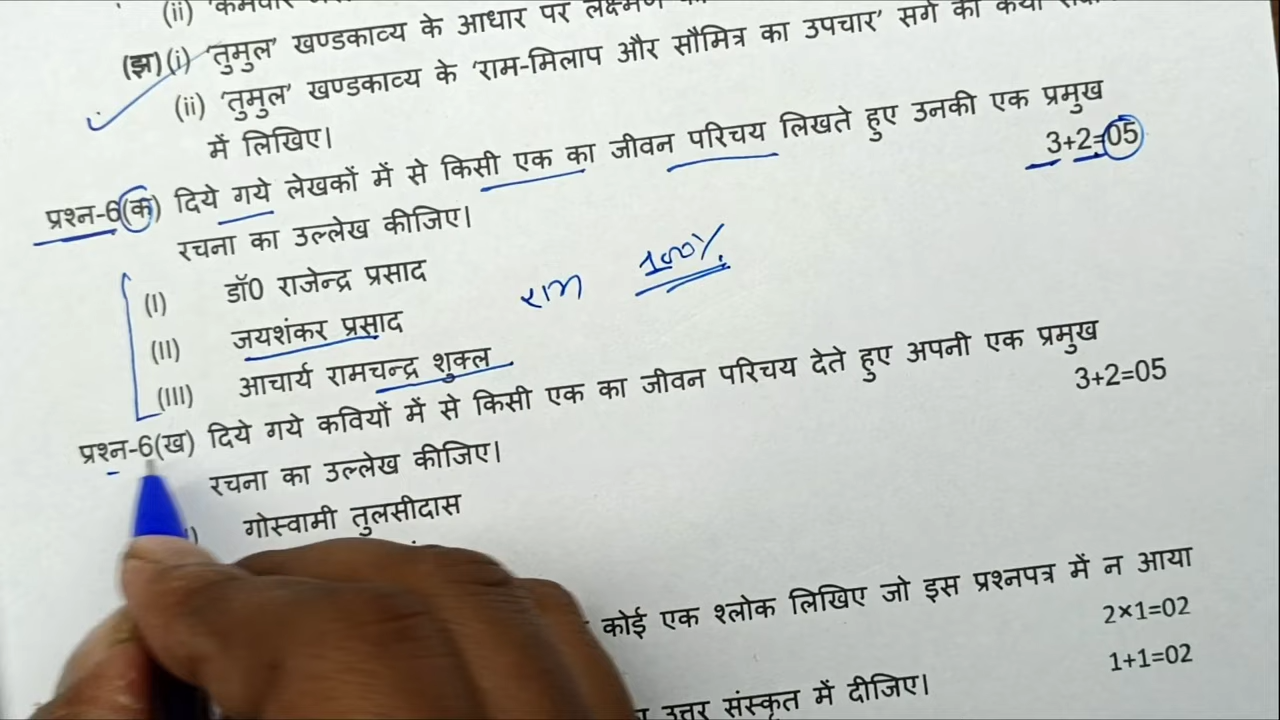 (ii) 'कर्मवीर
(झ)(i) 'तुमुल' खण्डकाव्य के आधार पर लक्ष्मण
(ii) 'तुमुल' खण्डकाव्य के 'राम-मिलाप और सौमित्र का उपचार' सर्ग की कथा
में लिखिए।
प्रश्न-6(क) दिये गये लेखकों में से किसी एक का जीवन परिचय लिखते हुए उनकी एक प्रमुख
रचना का उल्लेख कीजिए।
3+2=05
(I) डॉ0 राजेन्द्र प्रसाद
राम 100%
(II) जयशंकर प्रसाद
(III) आचार्य रामचन्द्र शुक्ल
प्रश्न-6(ख) दिये गये कवियों में से किसी एक का जीवन परिचय देते हुए अपनी एक प्रमुख
रचना का उल्लेख कीजिए।
3+2=05
गोस्वामी तुलसीदास
कोई एक श्लोक लिखिए जो इस प्रश्नपत्र में न आया
2×1=02
उत्तर संस्कृत में दीजिए।
1+1=02